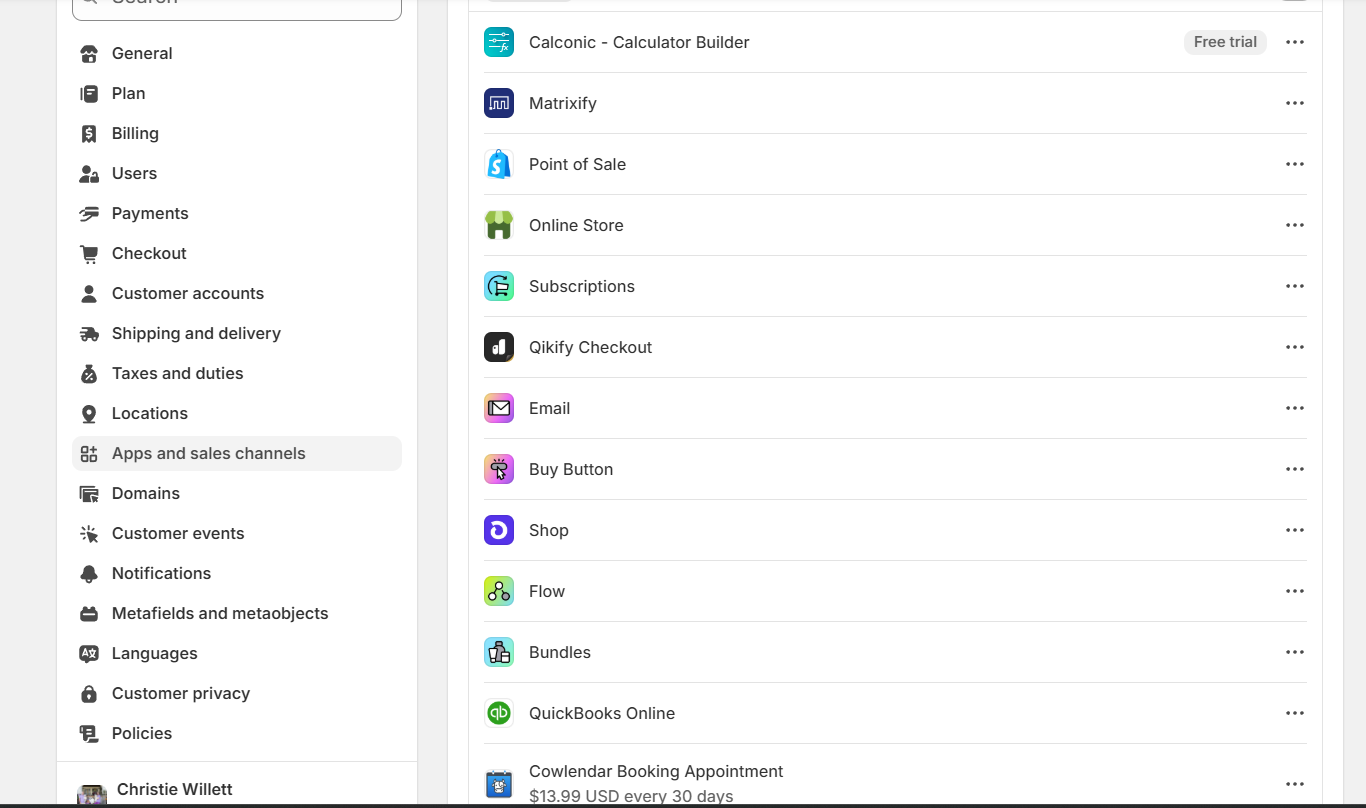 Search
General
Plan
Billing
Users
Payments
Checkout
Customer accounts
Shipping and delivery
Taxes and duties
Locations
Apps and sales channels
Domains
Customer events
Notifications
Metafields and metaobjects
Languages
Customer privacy
Policies
Christie Willett
Calconic - Calculator Builder
Free trial
Matrixify
Point of Sale
Online Store
Subscriptions
Qikify Checkout
Email
Buy Button
Shop
Flow
Bundles
QuickBooks Online
Cowlendar Booking Appointment
$13.99 USD every 30 days